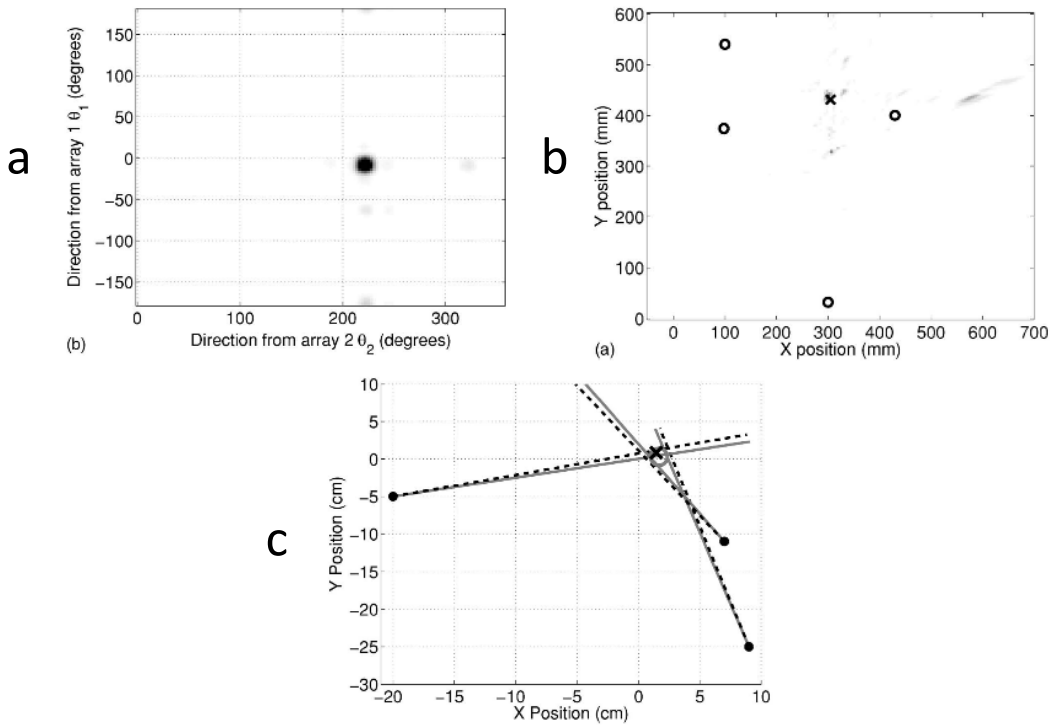 a
Direction from array 1 θ1 (degrees)
150
100
50
0
−50
−100
−150
0 100 200 300
Direction from array 2 θ2 (degrees)
(b)
b
Y position (mm)
600
500
400
300
200
100
0
0 100 200 300 400 500 600 700
X position (mm)
(a)
c
Y Position (cm)
10
5
0
−5
−10
−15
−20
−25
−30
−20 −15 −10 −5 0 5 10
X Position (cm)